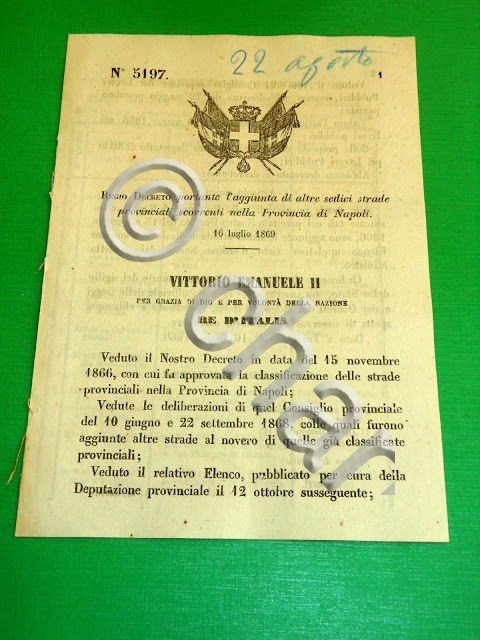 22 agosto
N° 5197.
1
REGIO DECRETO portante l'aggiunta di altre sedici strade
provinciali scorrenti nella Provincia di Napoli.
16 luglio 1869
VITTORIO EMANUELE II
PER GRAZIA DI DIO E PER VOLONTÀ DELLA NAZIONE
RE D'ITALIA
Veduto il Nostro Decreto in data del 15 novembre
1866, con cui fu approvata la classificazione delle strade
provinciali nella Provincia di Napoli;
Vedute le deliberazioni di quel Consiglio provinciale
del 10 giugno e 22 settembre 1868, colle quali furono
aggiunte altre strade al novero di quelle già classificate
provinciali;
Veduto il relativo Elenco, pubblicato per cura della
Deputazione provinciale il 12 ottobre susseguente;
© char